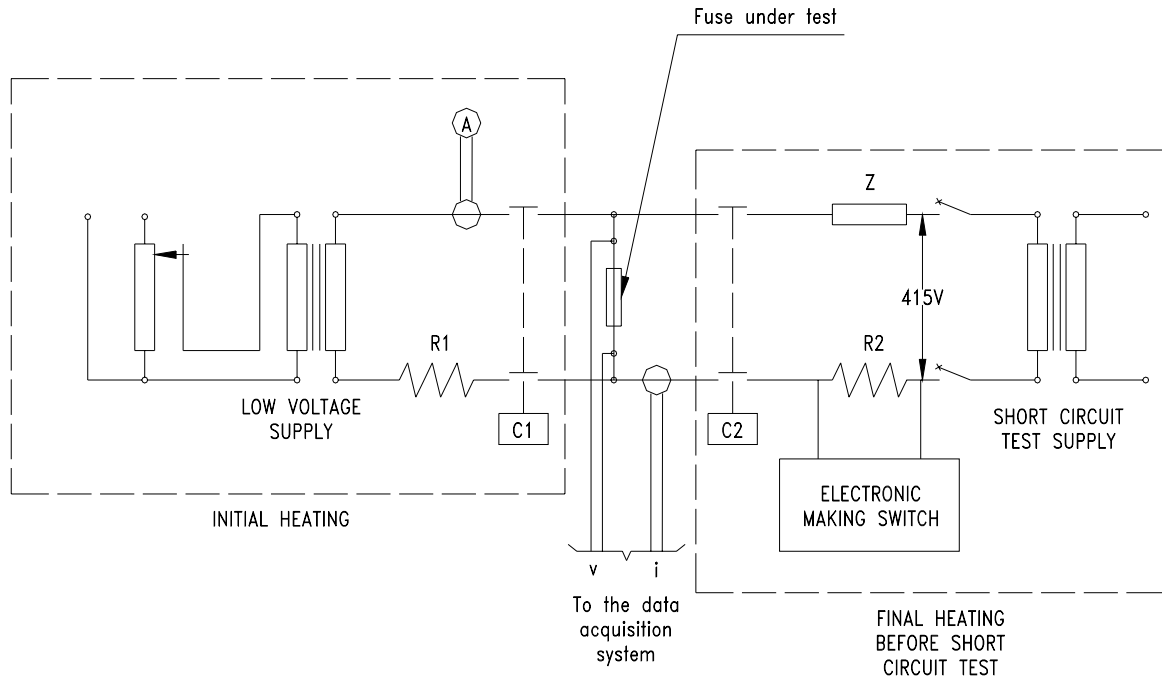 Fuse under test
A
Z
415V
R1
R2
LOW VOLTAGE
SUPPLY
C1
C2
SHORT CIRCUIT
TEST SUPPLY
ELECTRONIC
MAKING SWITCH
INITIAL HEATING
v
i
To the data
acquisition
system
FINAL HEATING
BEFORE SHORT
CIRCUIT TEST